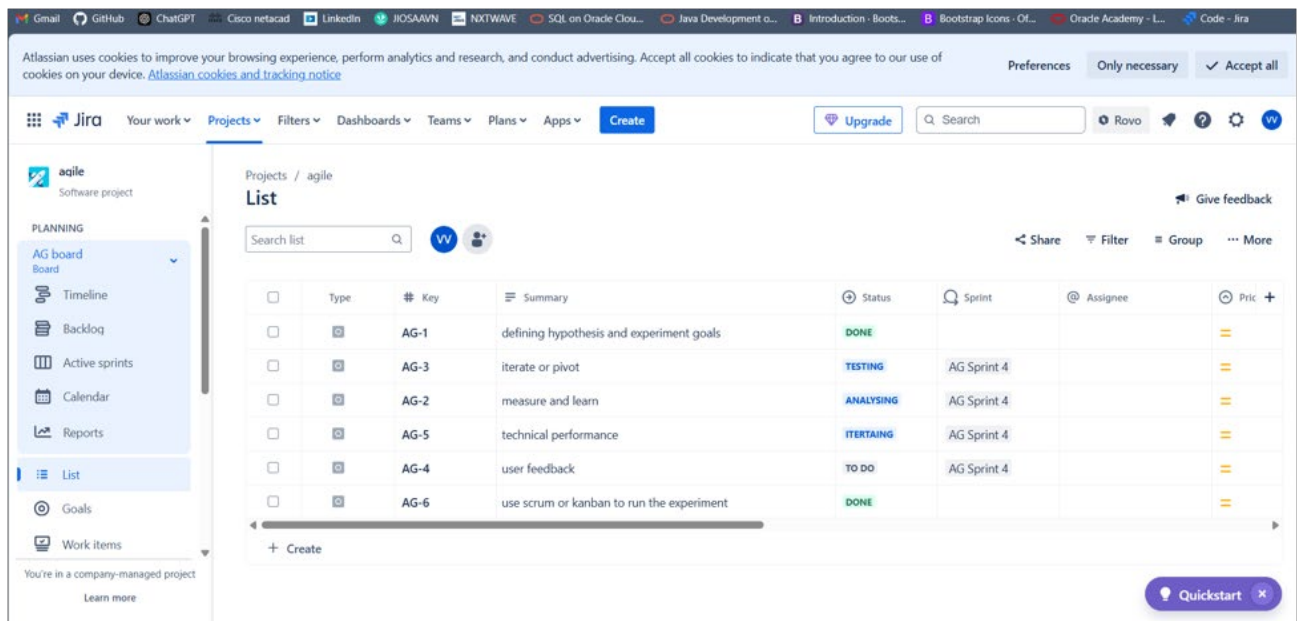 Gmail GitHub ChatGPT Cisco netacad LinkedIn JIOSAAVN NXTWAVE SQL on Oracle Clou... Java Development o... Introduction · Boots... Bootstrap Icons · Of... Oracle Academy - L... Code - Jira
Atlassian uses cookies to improve your browsing experience, perform analytics and research, and conduct advertising. Accept all cookies to indicate that you agree to our use of
cookies on your device. Atlassian cookies and tracking notice
Preferences Only necessary Accept all
Jira Your work Projects Filters Dashboards Teams Plans Apps Create Upgrade Search Rovo VV
agile
Software project
PLANNING
AG board
Board
Timeline
Backlog
Active sprints
Calendar
Reports
List
Goals
Work items
You're in a company-managed project
Learn more
Projects / agile
List
Give feedback
Search list VV Share Filter Group More
Type # Key Summary Status Sprint @ Assignee Pric +
AG-1 defining hypothesis and experiment goals DONE
AG-3 iterate or pivot TESTING AG Sprint 4
AG-2 measure and learn ANALYSING AG Sprint 4
AG-5 technical performance ITERTAING AG Sprint 4
AG-4 user feedback TO DO AG Sprint 4
AG-6 use scrum or kanban to run the experiment DONE
+ Create
Quickstart